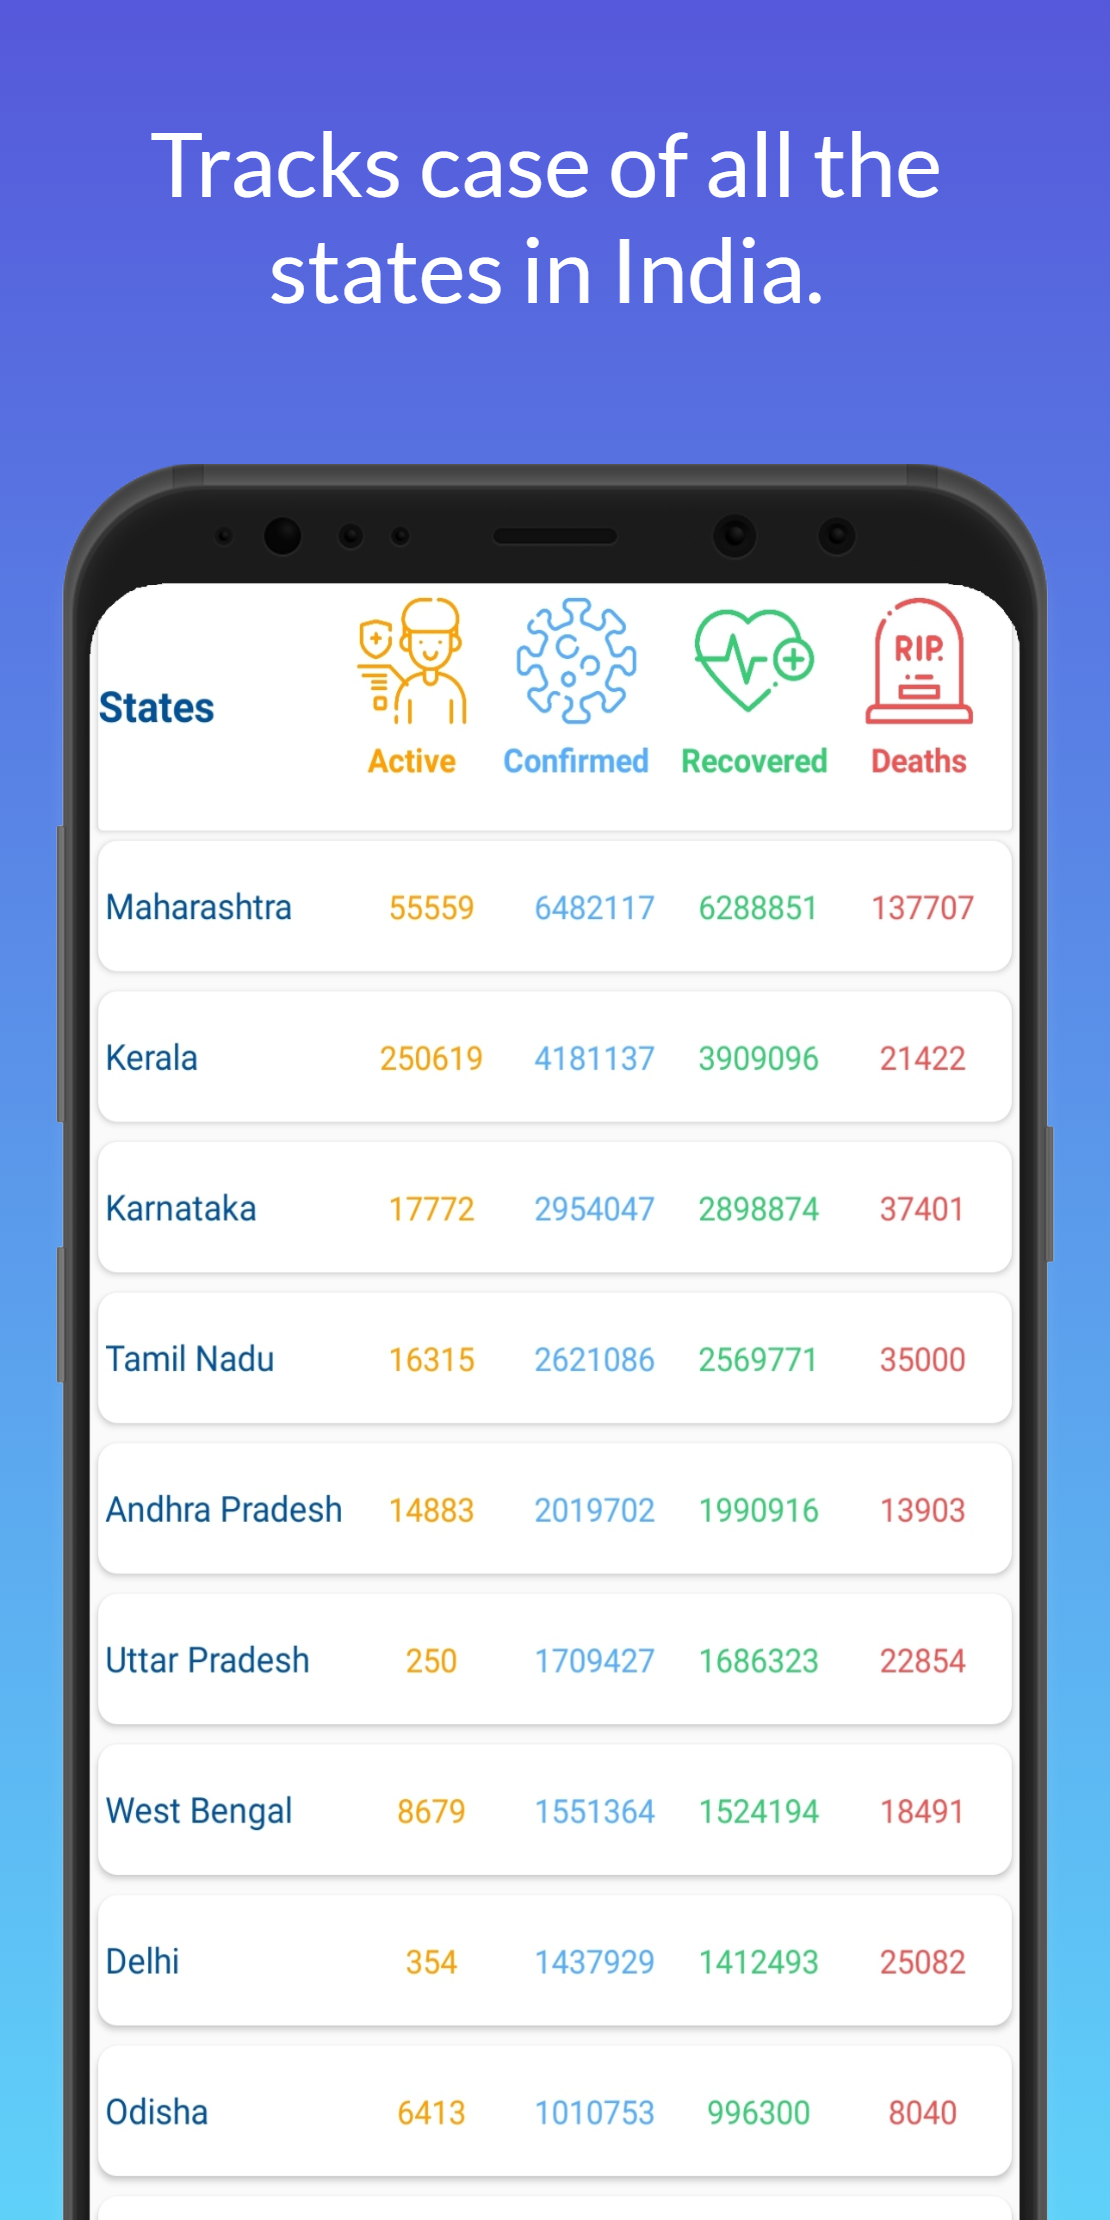 Tracks case of all the
states in India.
RIP.
States
Active Confirmed Recovered Deaths
Maharashtra 55559 6482117 6288851 137707
Kerala 250619 4181137 3909096 21422
Karnataka 17772 2954047 2898874 37401
Tamil Nadu 16315 2621086 2569771 35000
Andhra Pradesh 14883 2019702 1990916 13903
Uttar Pradesh 250 1709427 1686323 22854
West Bengal 8679 1551364 1524194 18491
Delhi 354 1437929 1412493 25082
Odisha 6413 1010753 996300 8040